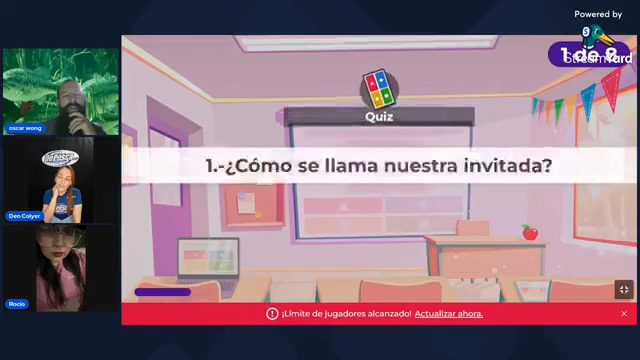 Powered by
StreamYard
1 de 8
Quiz
1.-¿Cómo se llama nuestra invitada?
oscar wong
Den Colyer
Rocio
¡Límite de jugadores alcanzado! Actualizar ahora.